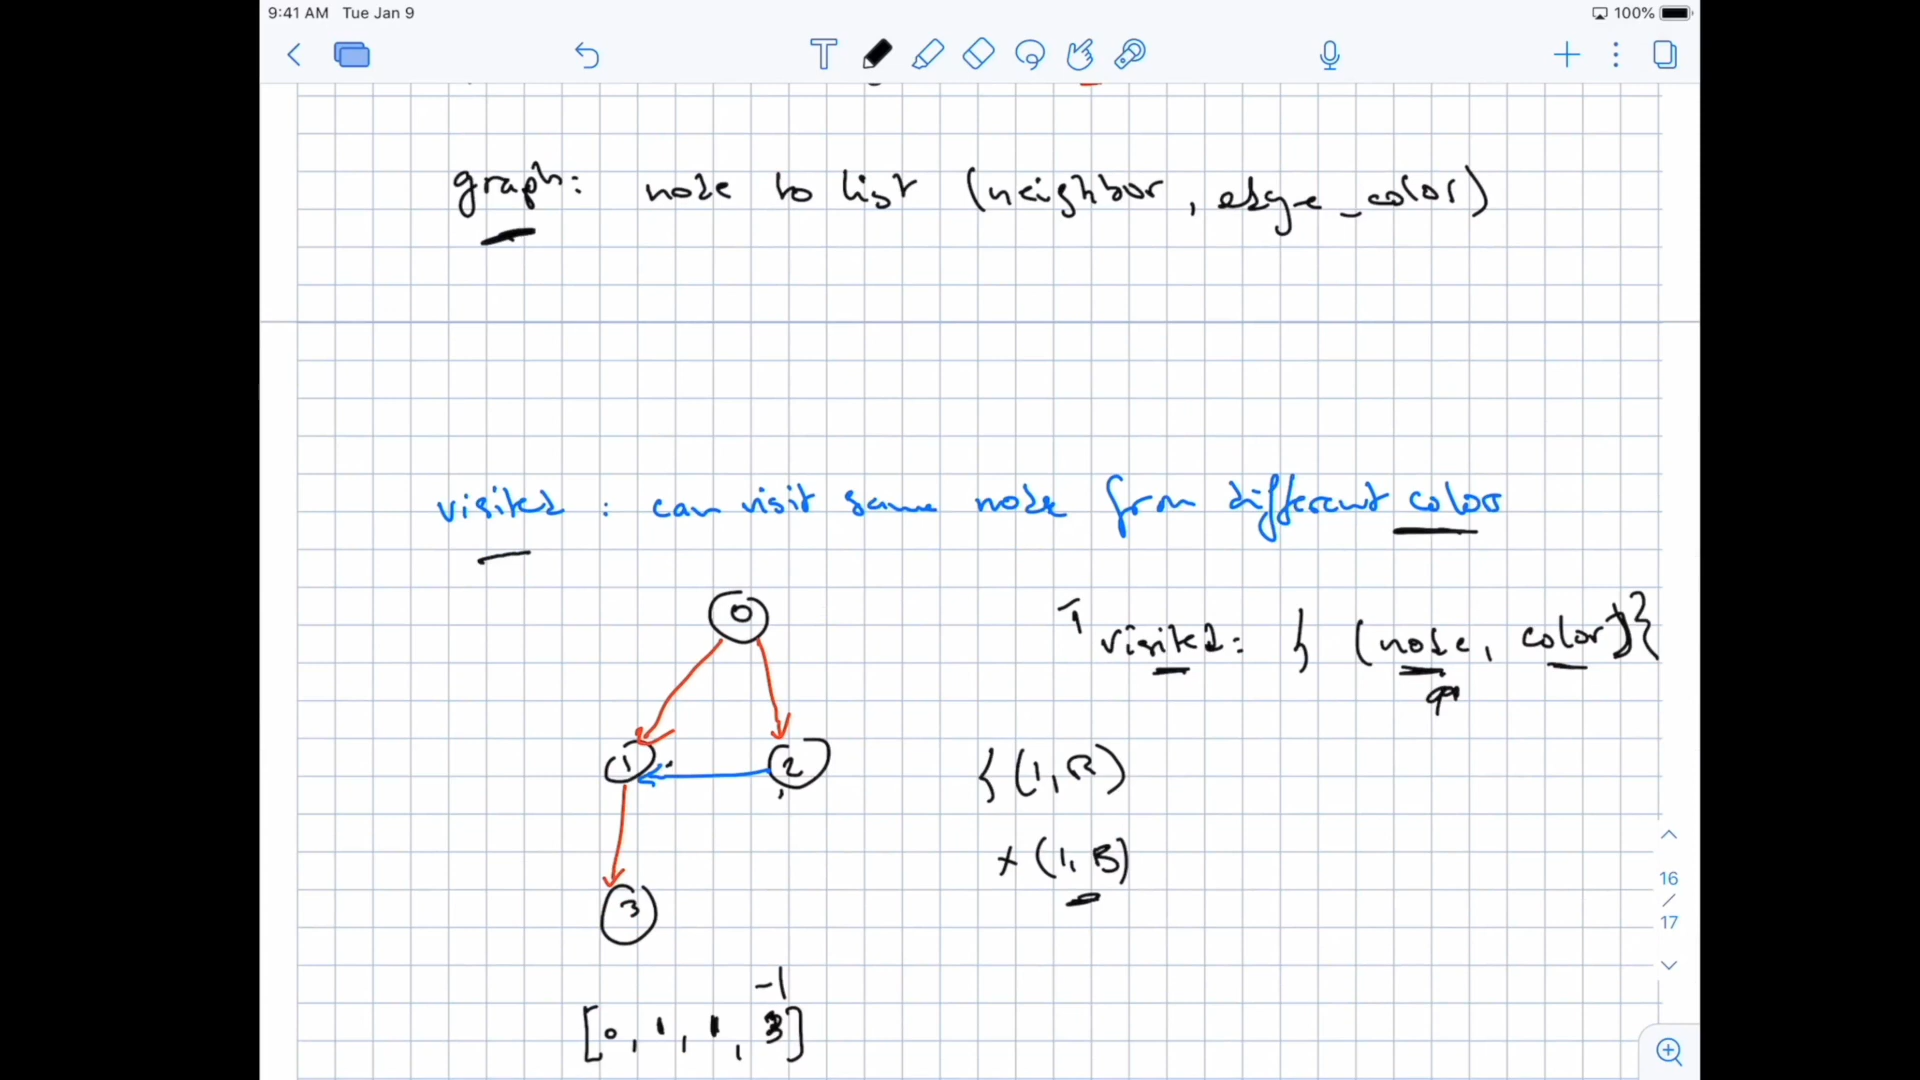 9:41 AM Tue Jan 9
100%
T
graph: node to list (neighbor, edge_color)
visited: can visit same node from different color
0
visited: { (node, color) }
1
2
{ (1, R)
+ (1, B)
3
-1
[0, 1, 1, 3]
16
/
17